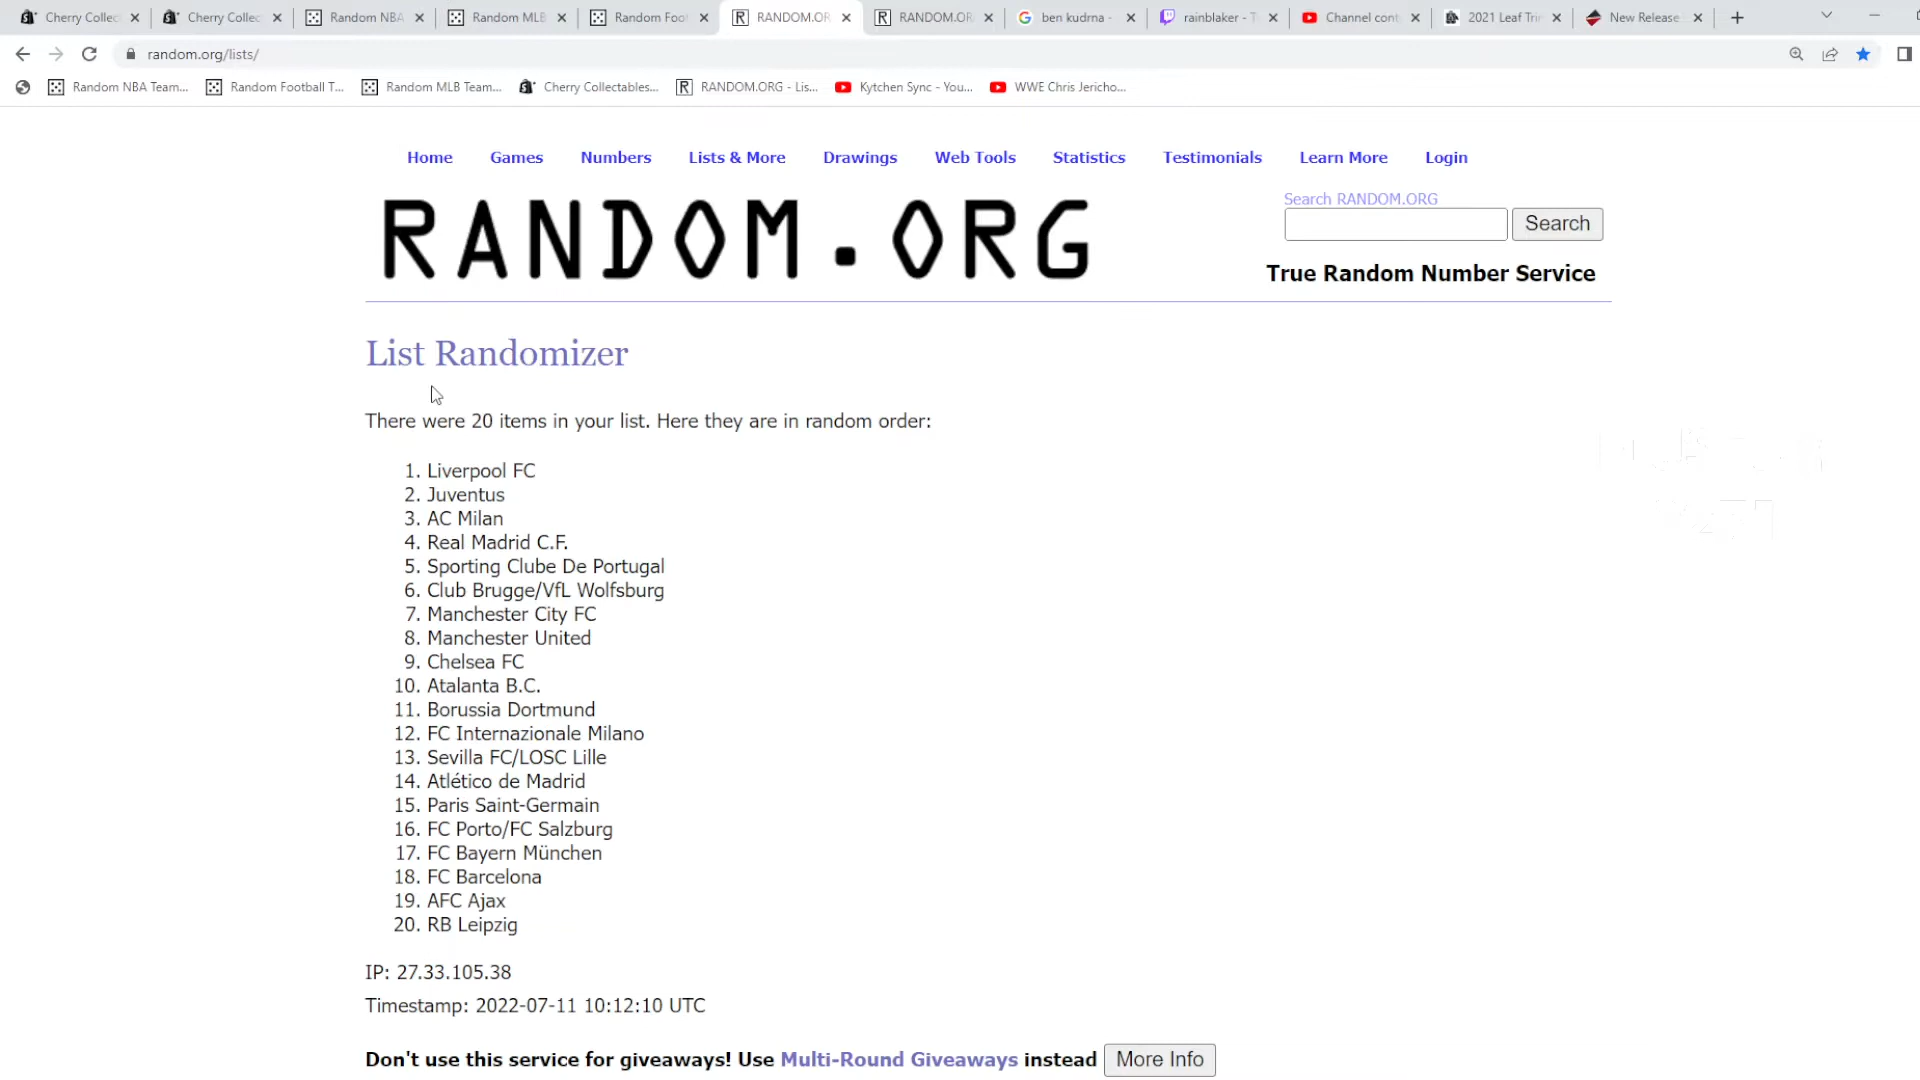 Cherry Collec
Cherry Collec
Random NBA
Random MLB
Random Foo
RANDOM.OR
RANDOM.OR
ben kudrna -
rainblaker - T
Channel cont
2021 Leaf Tri
New Release
random.org/lists/
Random NBA Team...
Random Football T...
Random MLB Team...
Cherry Collectables...
RANDOM.ORG - Lis...
Kytchen Sync - You...
WWE Chris Jericho...
Home Games Numbers Lists & More Drawings Web Tools Statistics Testimonials Learn More Login
RANDOM.ORG
Search RANDOM.ORG
Search
True Random Number Service
List Randomizer
There were 20 items in your list. Here they are in random order:
1. Liverpool FC
2. Juventus
3. AC Milan
4. Real Madrid C.F.
5. Sporting Clube De Portugal
6. Club Brugge/VfL Wolfsburg
7. Manchester City FC
8. Manchester United
9. Chelsea FC
10. Atalanta B.C.
11. Borussia Dortmund
12. FC Internazionale Milano
13. Sevilla FC/LOSC Lille
14. Atlético de Madrid
15. Paris Saint-Germain
16. FC Porto/FC Salzburg
17. FC Bayern München
18. FC Barcelona
19. AFC Ajax
20. RB Leipzig
IP: 27.33.105.38
Timestamp: 2022-07-11 10:12:10 UTC
Don't use this service for giveaways! Use Multi-Round Giveaways instead More Info